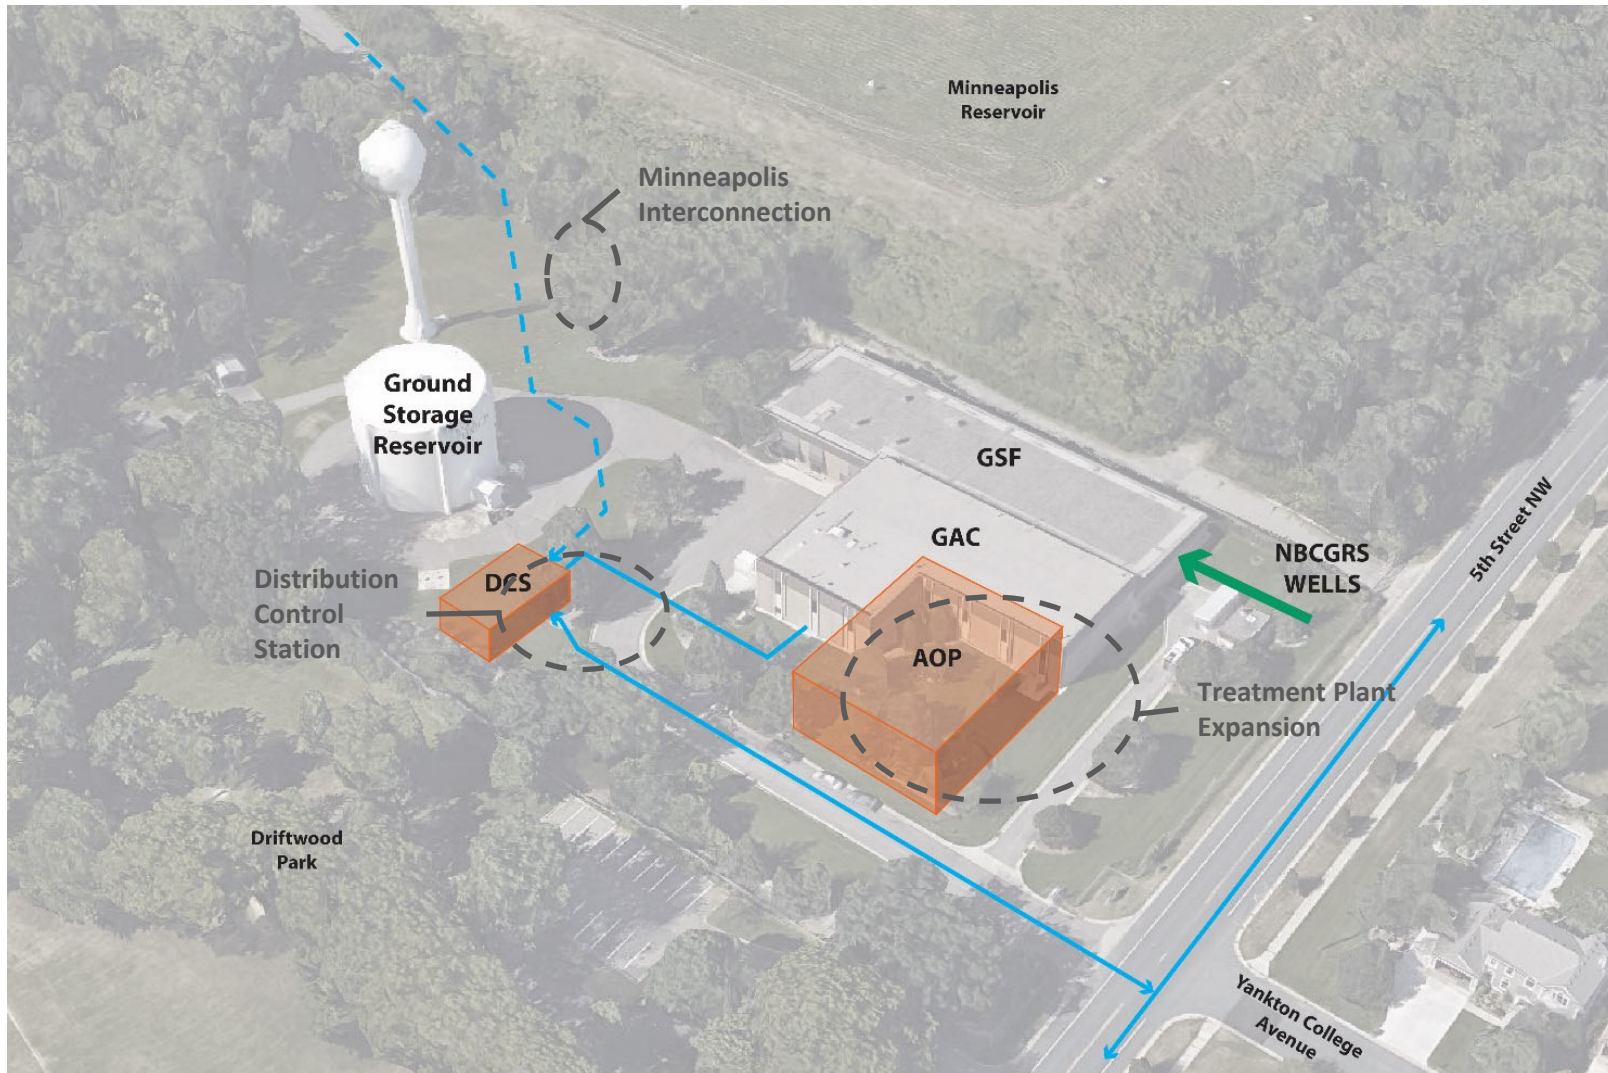 Minneapolis
Reservoir
Minneapolis
Interconnection
Ground
Storage
Reservoir
GSF
5th Street NW
GAC
NBCGRS
WELLS
Distribution
Control
Station
DCS
AOP
Treatment Plant
Expansion
Driftwood
Park
Yankton College
Avenue